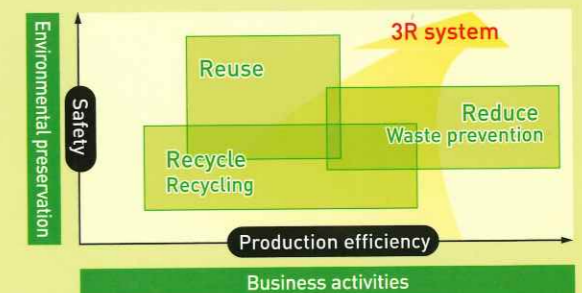 3R system
Environmental preservation
Safety
Reuse
Reduce
Waste prevention
Recycle
Recycling
Production efficiency
Business activities